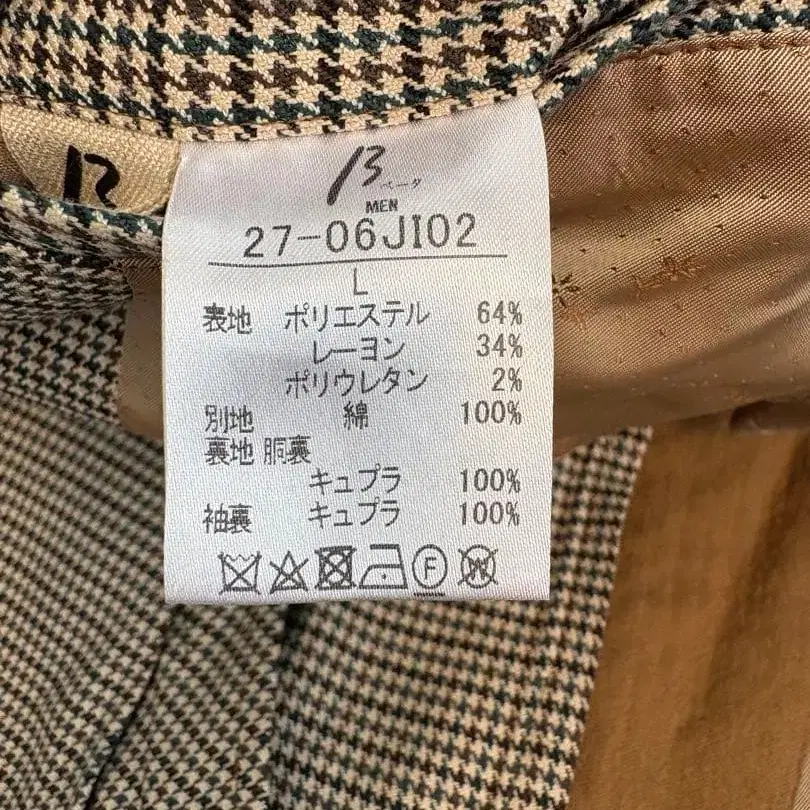 β
ベータ
MEN
27-06JI02
L
表地 ポリエステル 64%
レーヨン 34%
ポリウレタン 2%
別地 綿 100%
裏地 胴裏
キュプラ 100%
袖裏 キュプラ 100%
F W